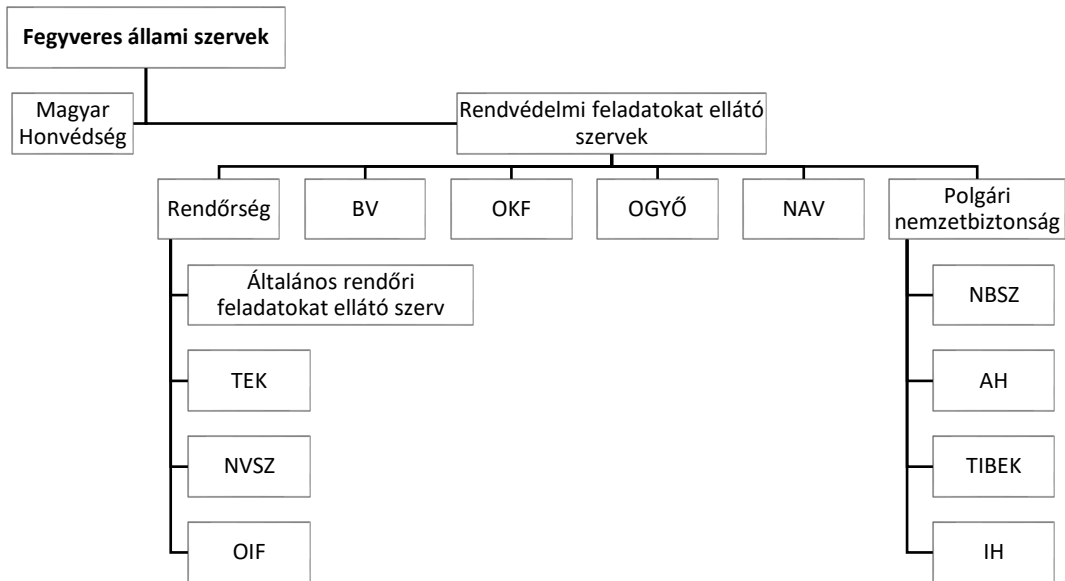 Fegyveres állami szervek
Magyar
Honvédség
Rendvédelmi feladatokat ellátó
szervek
Rendőrség
BV
OKF
OGYŐ
NAV
Polgári
nemzetbiztonság
Általános rendőri
feladatokat ellátó szerv
TEK
NVSZ
OIF
NBSZ
AH
TIBEK
IH